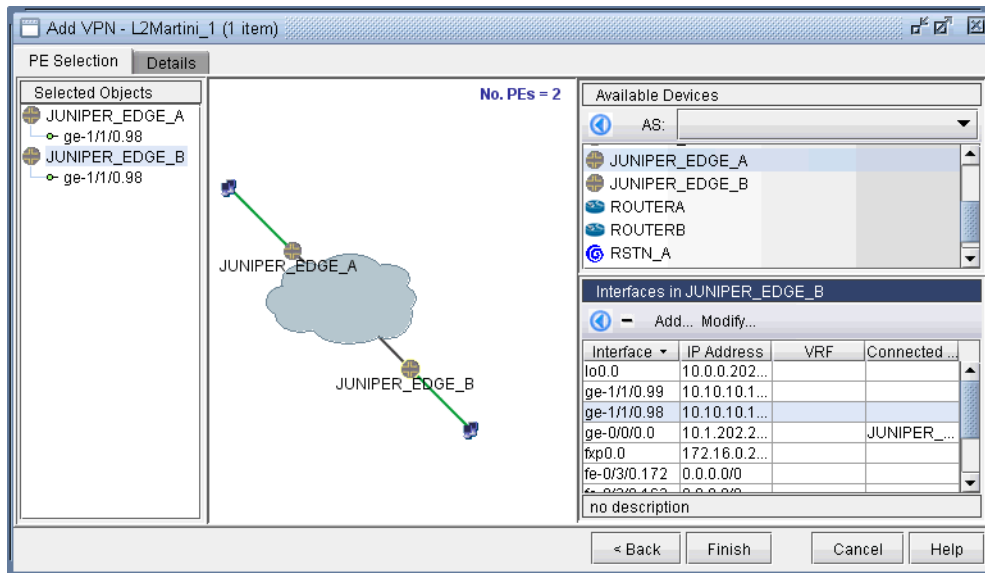 Add VPN - L2Martini_1 (1 item)
PE Selection
Details
Selected Objects
JUNIPER_EDGE_A
ge-1/1/0.98
JUNIPER_EDGE_B
ge-1/1/0.98
No. PEs = 2
JUNIPER_EDGE_A
JUNIPER_EDGE_B
Available Devices
AS:
JUNIPER_EDGE_A
JUNIPER_EDGE_B
ROUTERA
ROUTERB
RSTN_A
Interfaces in JUNIPER_EDGE_B
Add... Modify...
Interface IP Address VRF Connected ...
lo0.0 10.0.0.202...
ge-1/1/0.99 10.10.10.1...
ge-1/1/0.98 10.10.10.1...
ge-0/0/0.0 10.1.202.2... JUNIPER_...
fxp0.0 172.16.0.2...
fe-0/3/0.172 0.0.0.0/0
no description
< Back Finish Cancel Help